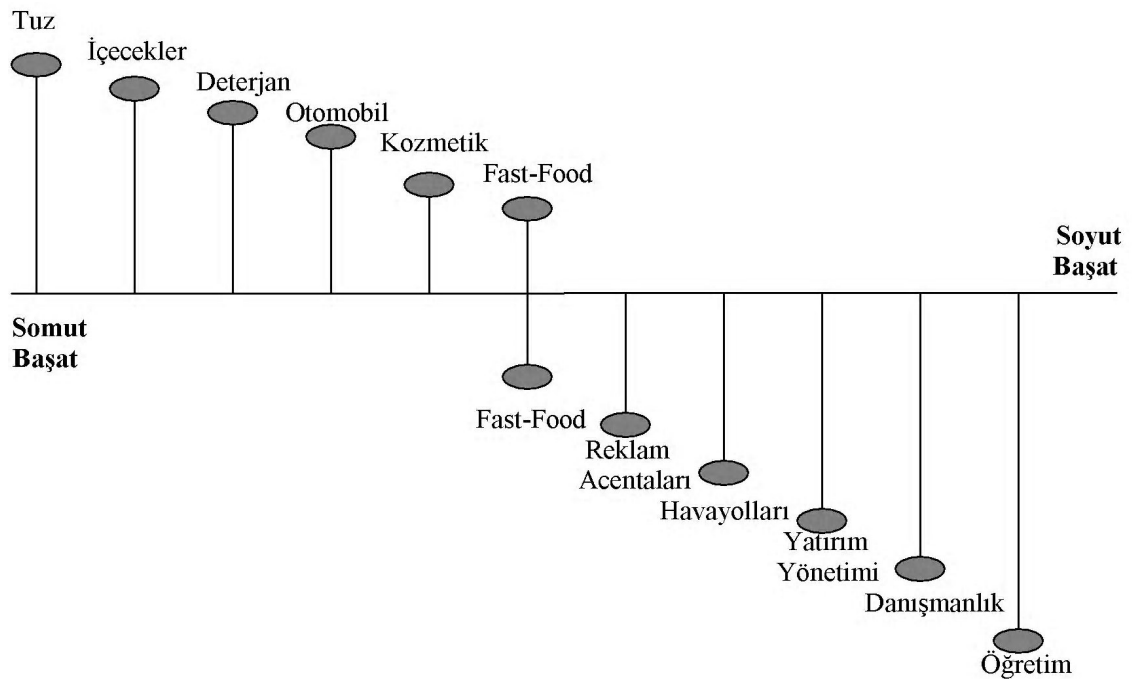 Tuz
İçecekler
Deterjan
Otomobil
Kozmetik
Fast-Food
Soyut
Başat
Somut
Başat
Fast-Food
Reklam
Acentaları
Havayolları
Yatırım
Yönetimi
Danışmanlık
Öğretim